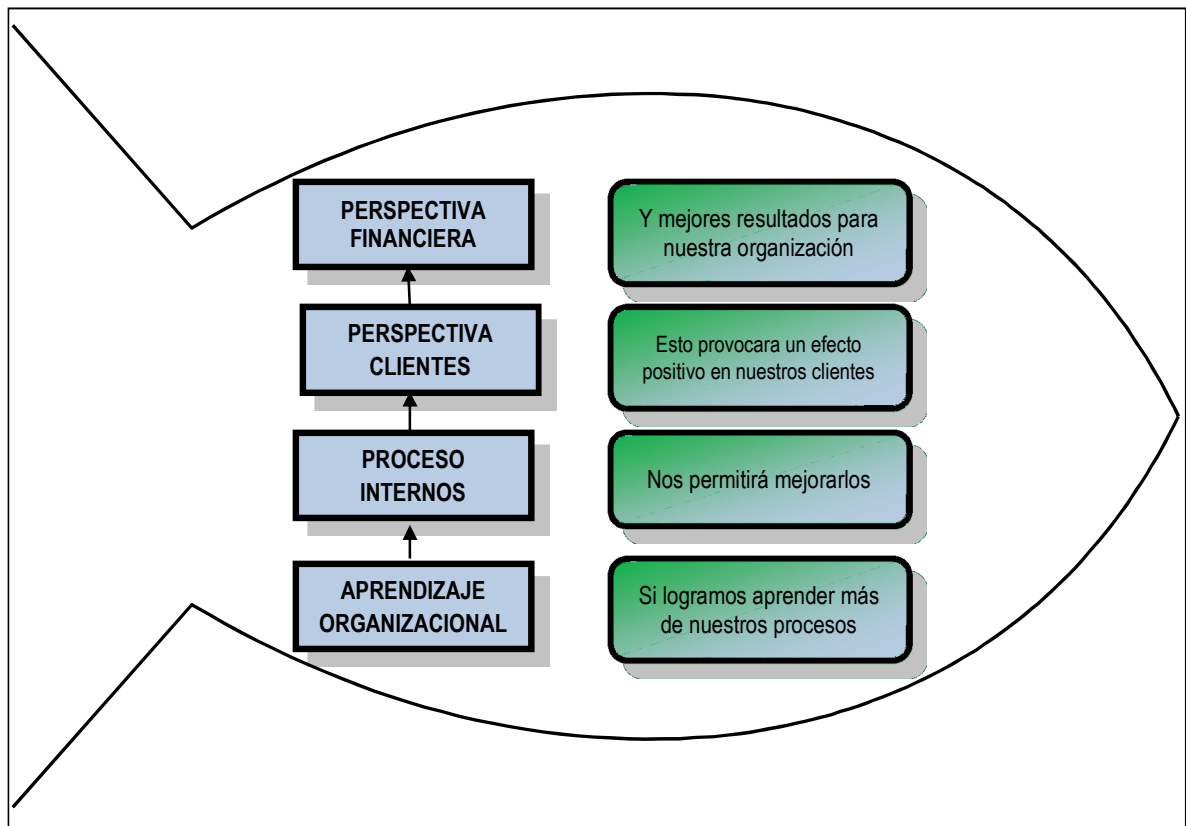 PERSPECTIVA
FINANCIERA
Y mejores resultados para
nuestra organización
PERSPECTIVA
CLIENTES
Esto provocara un efecto
positivo en nuestros clientes
PROCESO
INTERNOS
Nos permitirá mejorarlos
APRENDIZAJE
ORGANIZACIONAL
Si logramos aprender más
de nuestros procesos